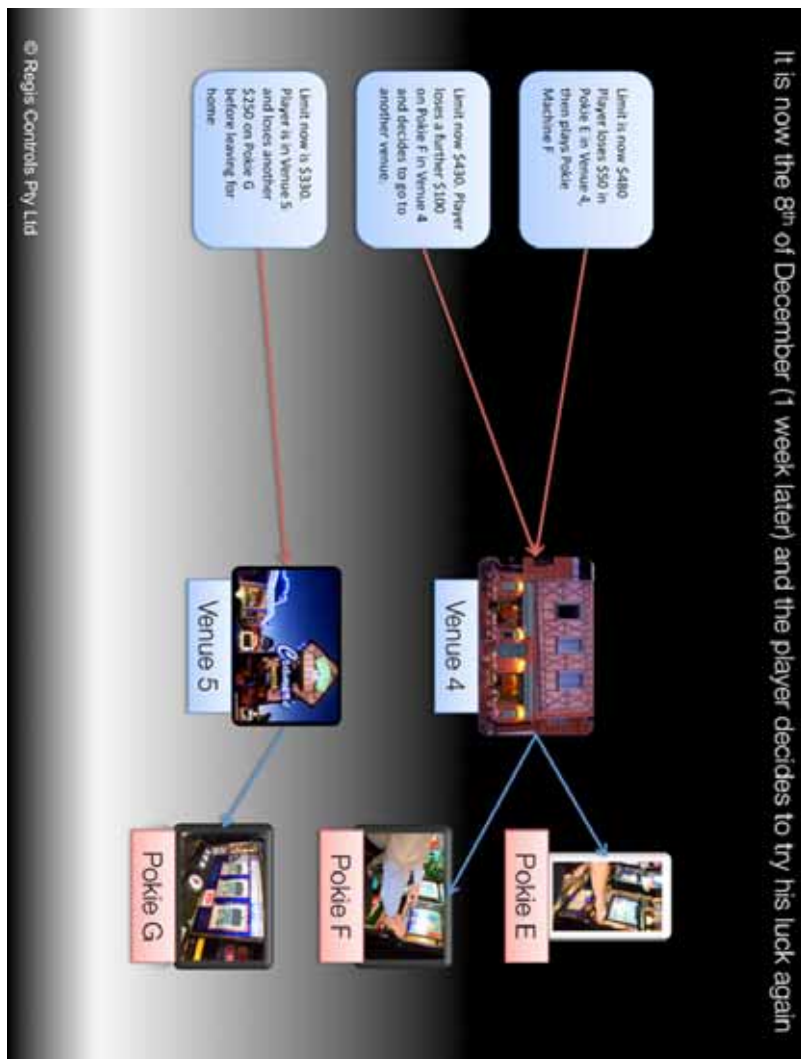 It is now the 8th of December (1 week later) and the player decides to try his luck again
Limit is now $480
Player loses $50 in
Pokie E in Venue 4,
then plays Pokie
Machine F
Limit now $430. Player
loses a further $100
on Pokie F in Venue 4
and decides to go to
another venue.
Limit now is $330.
Player is in Venue 5
and loses another
$250 on Pokie G
before leaving for
home
Venue 4
Venue 5
Pokie E
Pokie F
Pokie G
© Regis Controls Pty Ltd